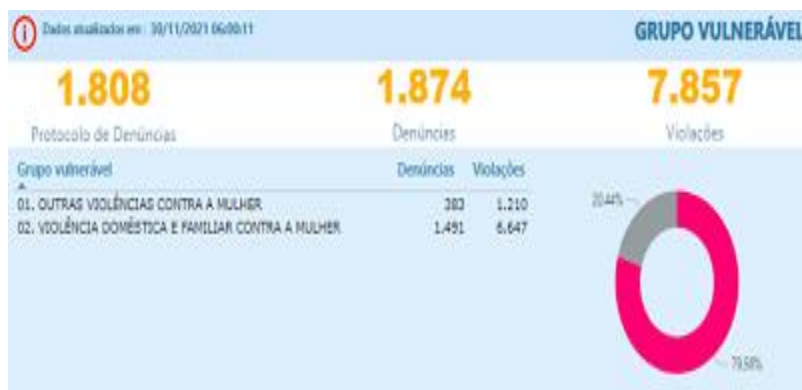 Dados atualizados em : 30/11/2021 06:00:11
GRUPO VULNERÁVEL
1.808 1.874 7.857
Protocolo de Denúncias Denúncias Violações
Grupo vulnerável Denúncias Violações
01. OUTRAS VIOLÊNCIAS CONTRA A MULHER 383 1.210
02. VIOLÊNCIA DOMÉSTICA E FAMILIAR CONTRA A MULHER 1.491 6.647
20.44%
79.56%